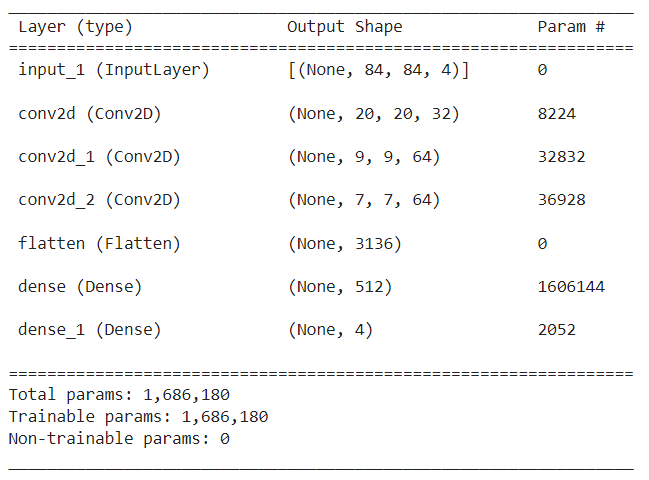 Layer (type) Output Shape Param #
input_1 (InputLayer) [(None, 84, 84, 4)] 0
conv2d (Conv2D) (None, 20, 20, 32) 8224
conv2d_1 (Conv2D) (None, 9, 9, 64) 32832
conv2d_2 (Conv2D) (None, 7, 7, 64) 36928
flatten (Flatten) (None, 3136) 0
dense (Dense) (None, 512) 1606144
dense_1 (Dense) (None, 4) 2052
Total params: 1,686,180
Trainable params: 1,686,180
Non-trainable params: 0